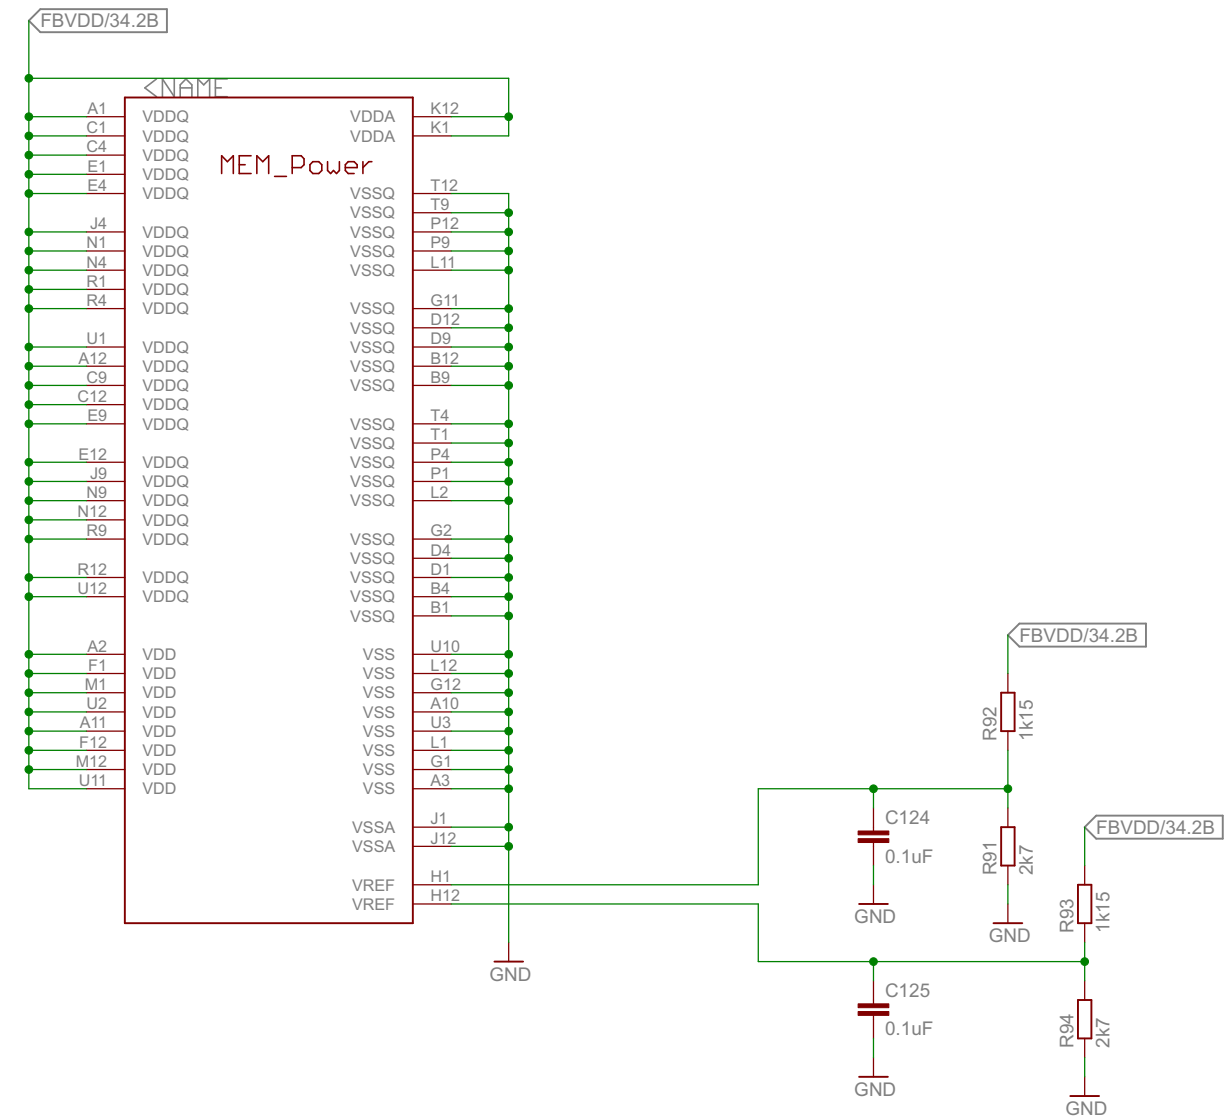 FBVDD/34.2B
<NAME
MEM_Power
A1 VDDQ VDDA K12
C1 VDDQ VDDA K1
C4 VDDQ
E1 VDDQ
E4 VDDQ VSSQ T12
VSSQ T9
J4 VDDQ VSSQ P12
N1 VDDQ VSSQ P9
N4 VDDQ VSSQ L11
R1 VDDQ
R4 VDDQ VSSQ G11
VSSQ D12
U1 VDDQ VSSQ D9
A12 VDDQ VSSQ B12
C9 VDDQ VSSQ B9
C12 VDDQ
E9 VDDQ VSSQ T4
VSSQ T1
E12 VDDQ VSSQ P4
J9 VDDQ VSSQ P1
N9 VDDQ VSSQ L2
N12 VDDQ
R9 VDDQ VSSQ G2
VSSQ D4
R12 VDDQ VSSQ D1
U12 VDDQ VSSQ B4
VSSQ B1
A2 VDD VSS U10
F1 VDD VSS L12
M1 VDD VSS G12
U2 VDD VSS A10
A11 VDD VSS U3
F12 VDD VSS L1
M12 VDD VSS G1
U11 VDD VSS A3
VSSA J1
VSSA J12
VREF H1
VREF H12
GND
FBVDD/34.2B
R92
1k15
C124
0.1uF
GND
R91
2k7
GND
FBVDD/34.2B
R93
1k15
C125
0.1uF
GND
R94
2k7
GND